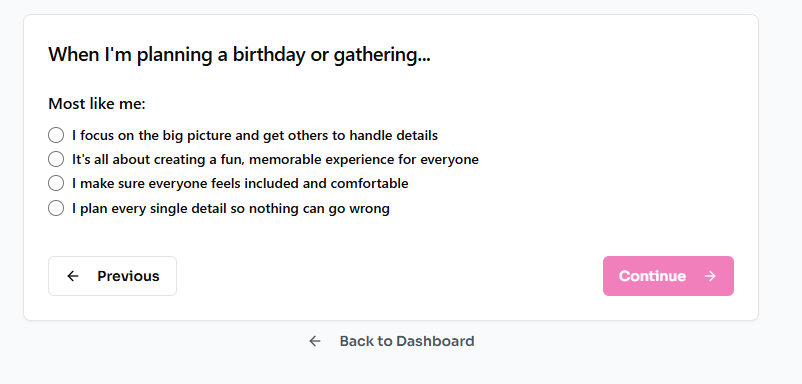 When I'm planning a birthday or gathering...
Most like me:
I focus on the big picture and get others to handle details
It's all about creating a fun, memorable experience for everyone
I make sure everyone feels included and comfortable
I plan every single detail so nothing can go wrong
Previous
Continue
Back to Dashboard